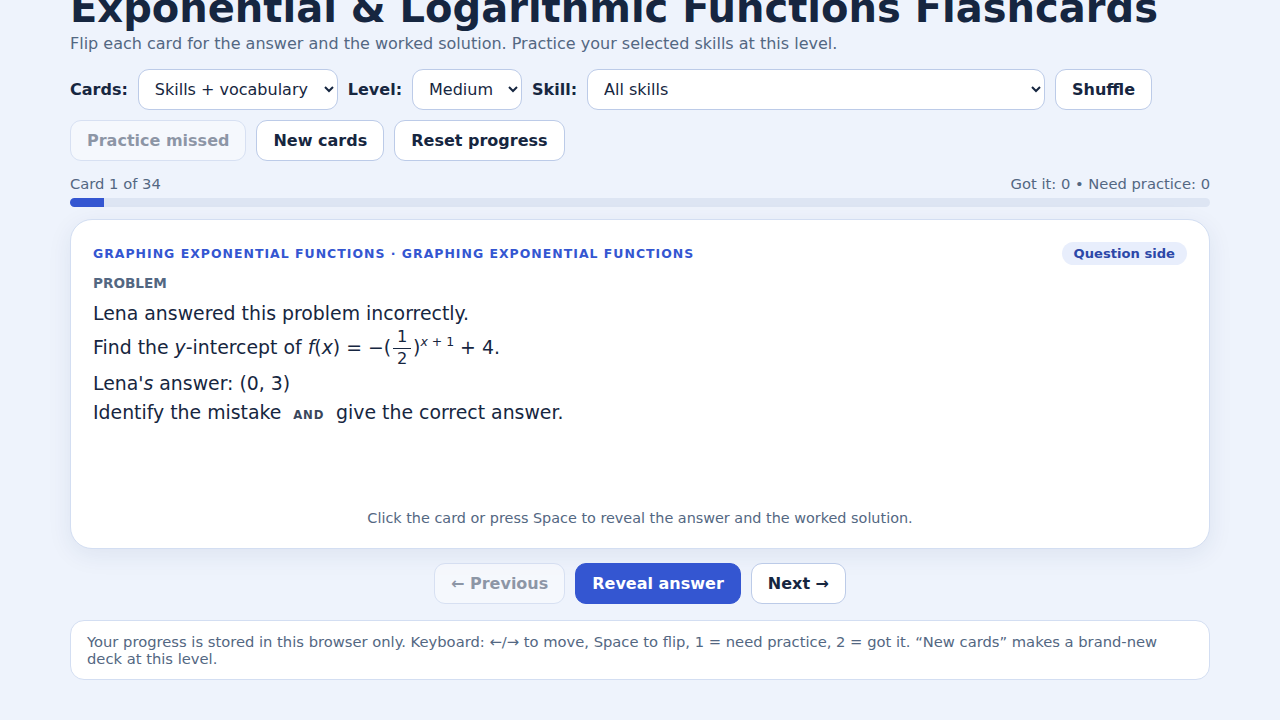 Exponential & Logarithmic Functions Flashcards
Flip each card for the answer and the worked solution. Practice your selected skills at this level.
Cards: Skills + vocabulary Level: Medium Skill: All skills Shuffle
Practice missed New cards Reset progress
Card 1 of 34 Got it: 0 • Need practice: 0
GRAPHING EXPONENTIAL FUNCTIONS · GRAPHING EXPONENTIAL FUNCTIONS Question side
PROBLEM
Lena answered this problem incorrectly.
Find the y-intercept of f(x) = −(1/2)^(x + 1) + 4.
Lena's answer: (0, 3)
Identify the mistake AND give the correct answer.
Click the card or press Space to reveal the answer and the worked solution.
← Previous Reveal answer Next →
Your progress is stored in this browser only. Keyboard: ←/→ to move, Space to flip, 1 = need practice, 2 = got it. “New cards” makes a brand-new
deck at this level.